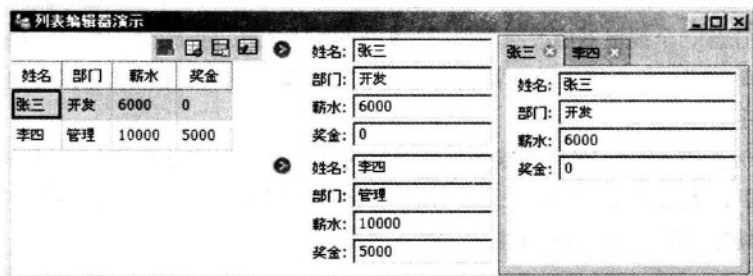 列表编辑器演示
姓名 部门 薪水 奖金
张三 开发 6000 0
李四 管理 10000 5000
姓名: 张三
部门: 开发
薪水: 6000
奖金: 0
姓名: 李四
部门: 管理
薪水: 10000
奖金: 5000
张三 李四
姓名: 张三
部门: 开发
薪水: 6000
奖金: 0